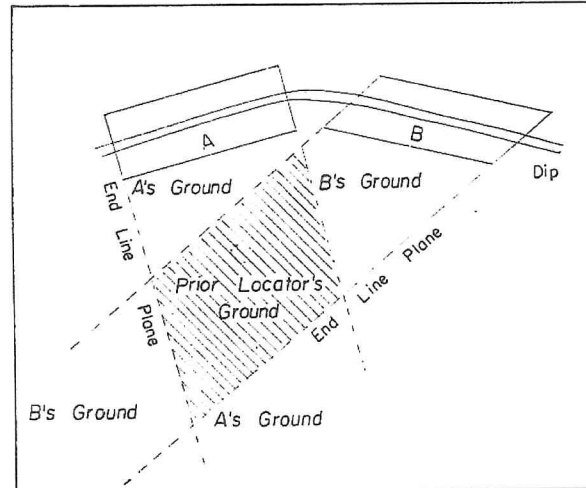 A
B
Dip
A's Ground
B's Ground
End Line Plane
Prior Locator's
Ground
End Line Plane
B's Ground
A's Ground